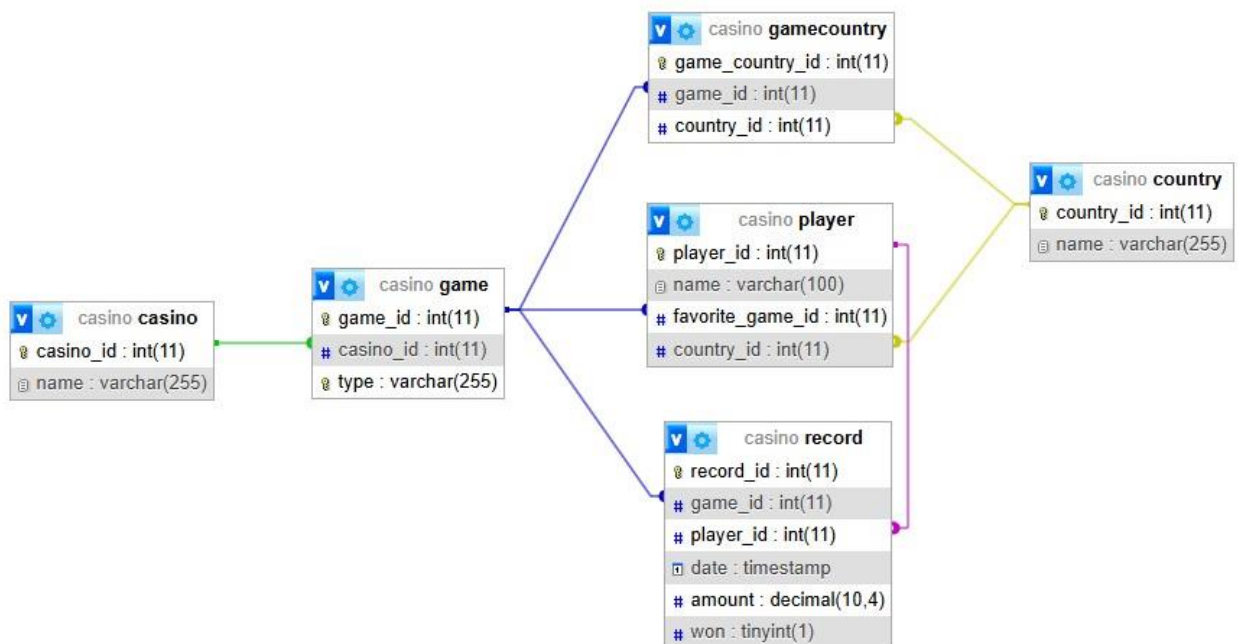 casino casino
casino_id : int(11)
name : varchar(255)
casino game
game_id : int(11)
casino_id : int(11)
type : varchar(255)
casino gamecountry
game_country_id : int(11)
game_id : int(11)
country_id : int(11)
casino player
player_id : int(11)
name : varchar(100)
favorite_game_id : int(11)
country_id : int(11)
casino record
record_id : int(11)
# game_id : int(11)
# player_id : int(11)
date : timestamp
# amount : decimal(10,4)
# won : tinyint(1)
casino country
country_id : int(11)
name : varchar(255)